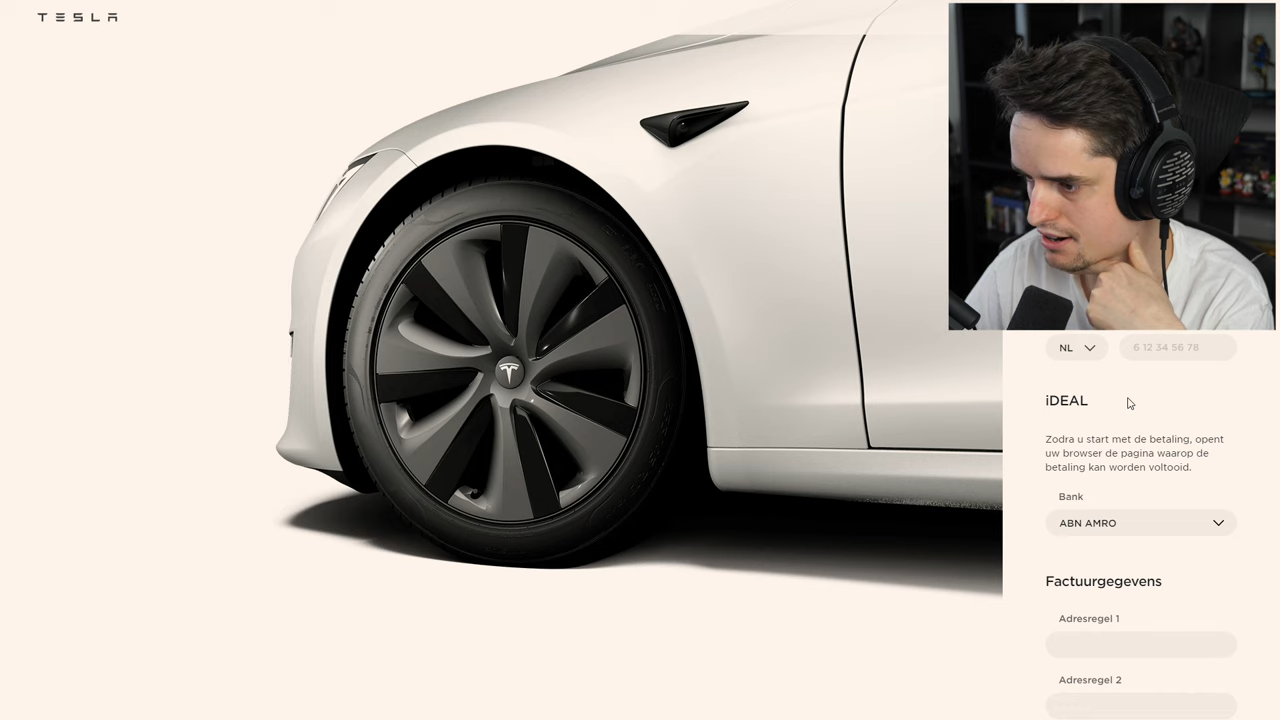 TESLA
NL
6 12 34 56 78
iDEAL
Zodra u start met de betaling, opent
uw browser de pagina waarop de
betaling kan worden voltooid.
Bank
ABN AMRO
Factuurgegevens
Adresregel 1
Adresregel 2